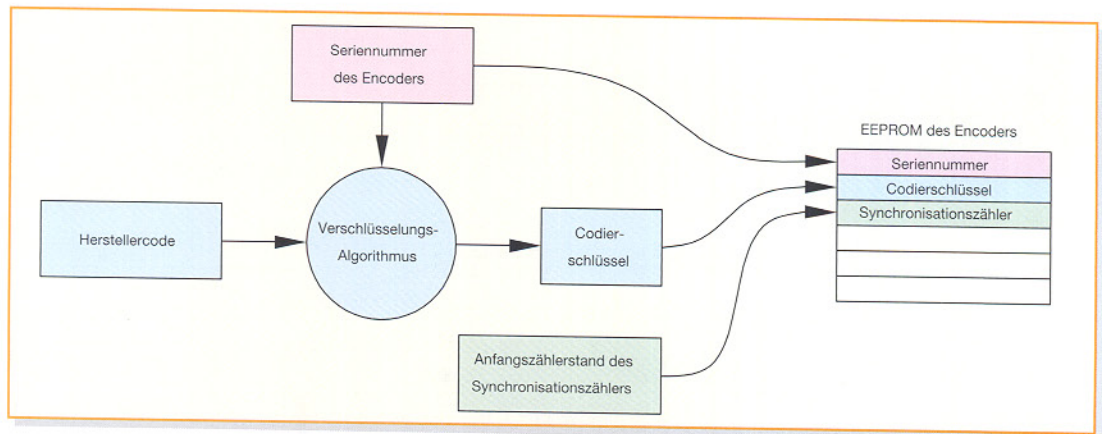 Seriennummer
des Encoders
EEPROM des Encoders
Seriennummer
Codierschlüssel
Synchronisationszähler
Herstellercode
Verschlüsselungs-
Algorithmus
Codier-
schlüssel
Anfangszählerstand des
Synchronisationszählers